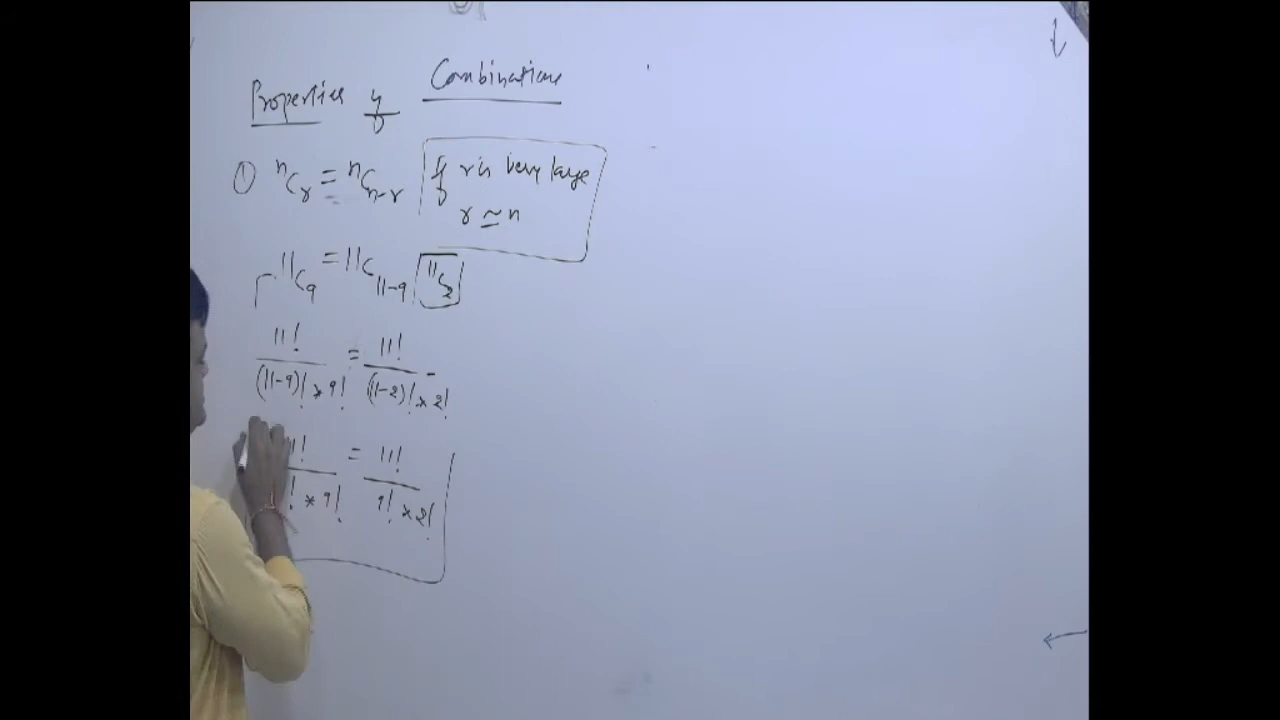 Properties of Combinations
① ⁿCᵣ = ⁿCₙ₋ᵣ if r is very large
r ≃ n
¹¹C₉ = ¹¹C₁₁₋₉ ¹¹C₂
11! / (11-9)! * 9! = 11! / (11-2)! * 2!
11! / ! * 9! = 11! / 9! * 2!